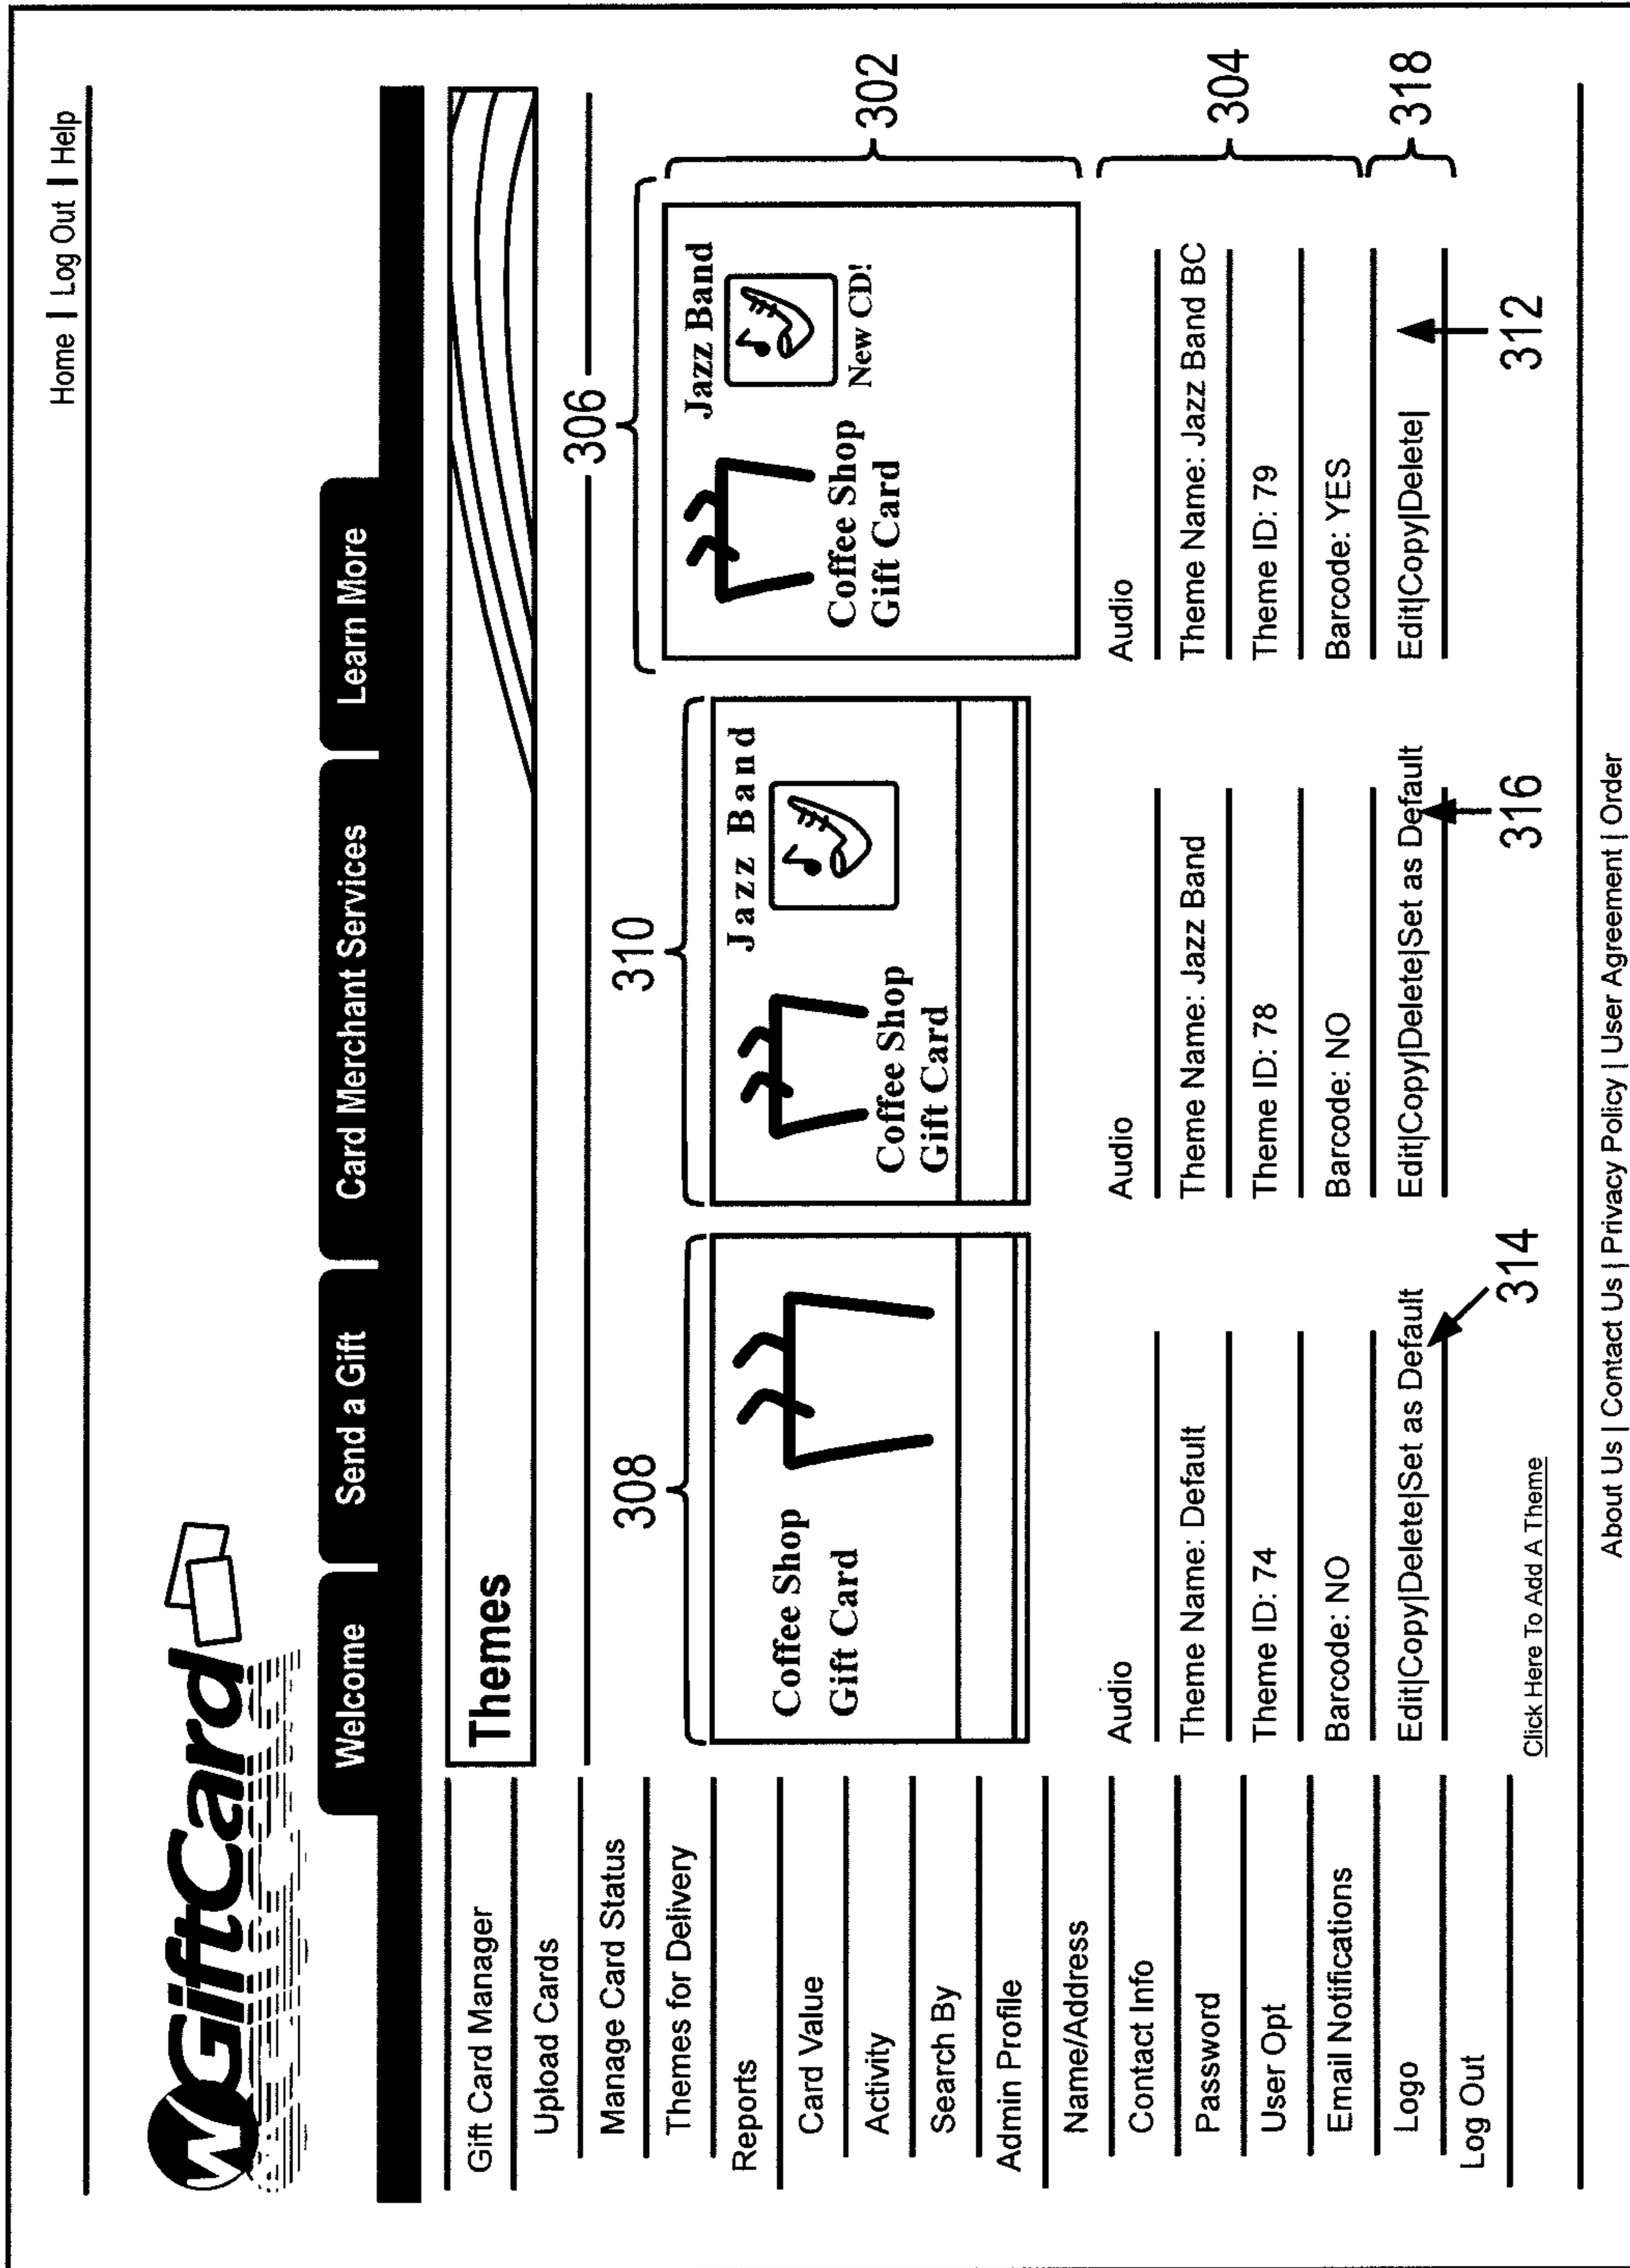 Home | Log Out | Help
WGiftCard
Welcome
Send a Gift
Card Merchant Services
Learn More
Gift Card Manager
Upload Cards
Manage Card Status
Themes for Delivery
Reports
Card Value
Activity
Search By
Admin Profile
Name/Address
Contact Info
Password
User Opt
Email Notifications
Logo
Log Out
Themes
306
308
Coffee Shop
Gift Card
310
Jazz Band
Coffee Shop
Gift Card
Jazz Band
New CD!
Coffee Shop
Gift Card
302
Audio
Theme Name: Default
Theme ID: 74
Barcode: NO
Edit|Copy|Delete|Set as Default
314
Audio
Theme Name: Jazz Band
Theme ID: 78
Barcode: NO
Edit|Copy|Delete|Set as Default
316
Audio
Theme Name: Jazz Band BC
Theme ID: 79
Barcode: YES
Edit|Copy|Delete|
312
304
318
Click Here To Add A Theme
About Us | Contact Us | Privacy Policy | User Agreement | Order